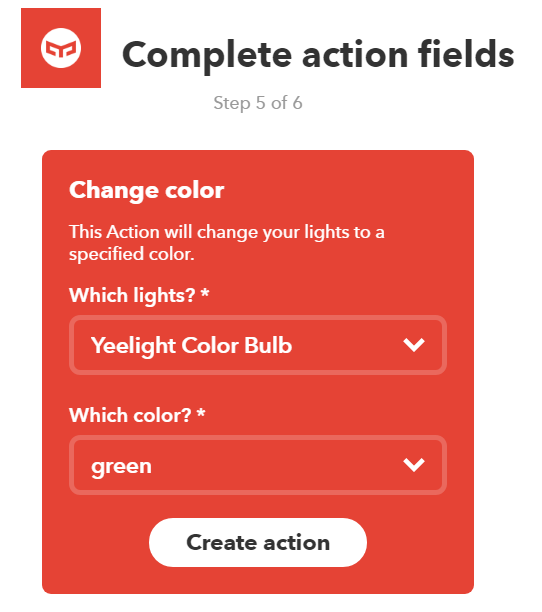 Complete action fields
Step 5 of 6
Change color
This Action will change your lights to a
specified color.
Which lights? *
Yeelight Color Bulb
Which color? *
green
Create action